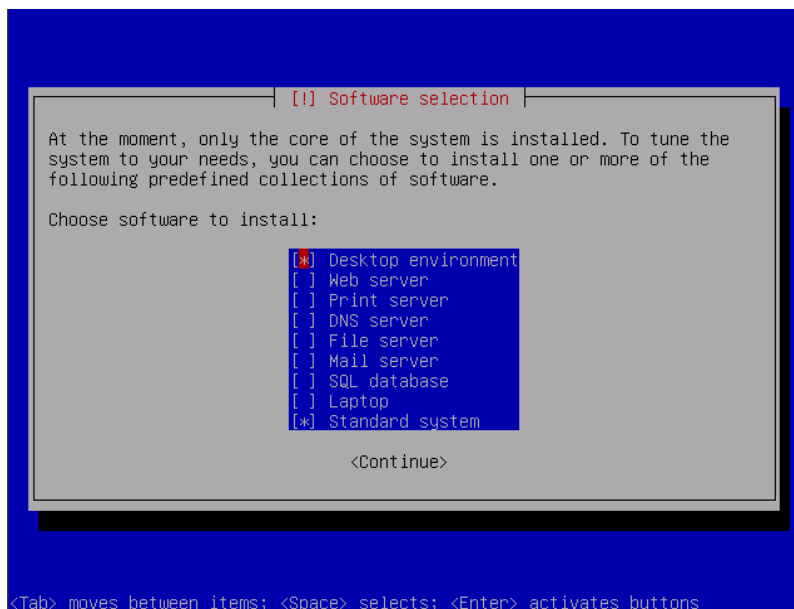 [!] Software selection
At the moment, only the core of the system is installed. To tune the
system to your needs, you can choose to install one or more of the
following predefined collections of software.
Choose software to install:
[*] Desktop environment
[ ] Web server
[ ] Print server
[ ] DNS server
[ ] File server
[ ] Mail server
[ ] SQL database
[ ] Laptop
[*] Standard system
<Continue>
<Tab> moves between items; <Space> selects; <Enter> activates buttons